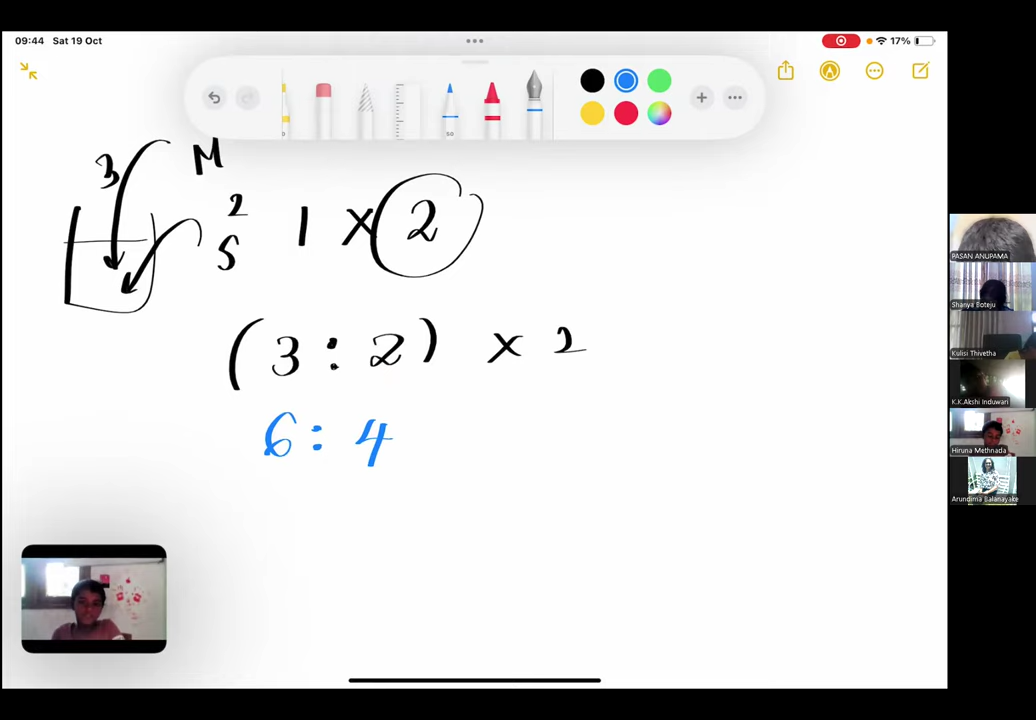 09:44 Sat 19 Oct
17%
3
M
2
S 1 x 2
(3 : 2) x 2
6 : 4
PASAN ANUPAMA
Shanya Boteju
Kulisi Thivetha
K.K.Akshi Induwari
Hiruna Methnada
Arundima Balanayake